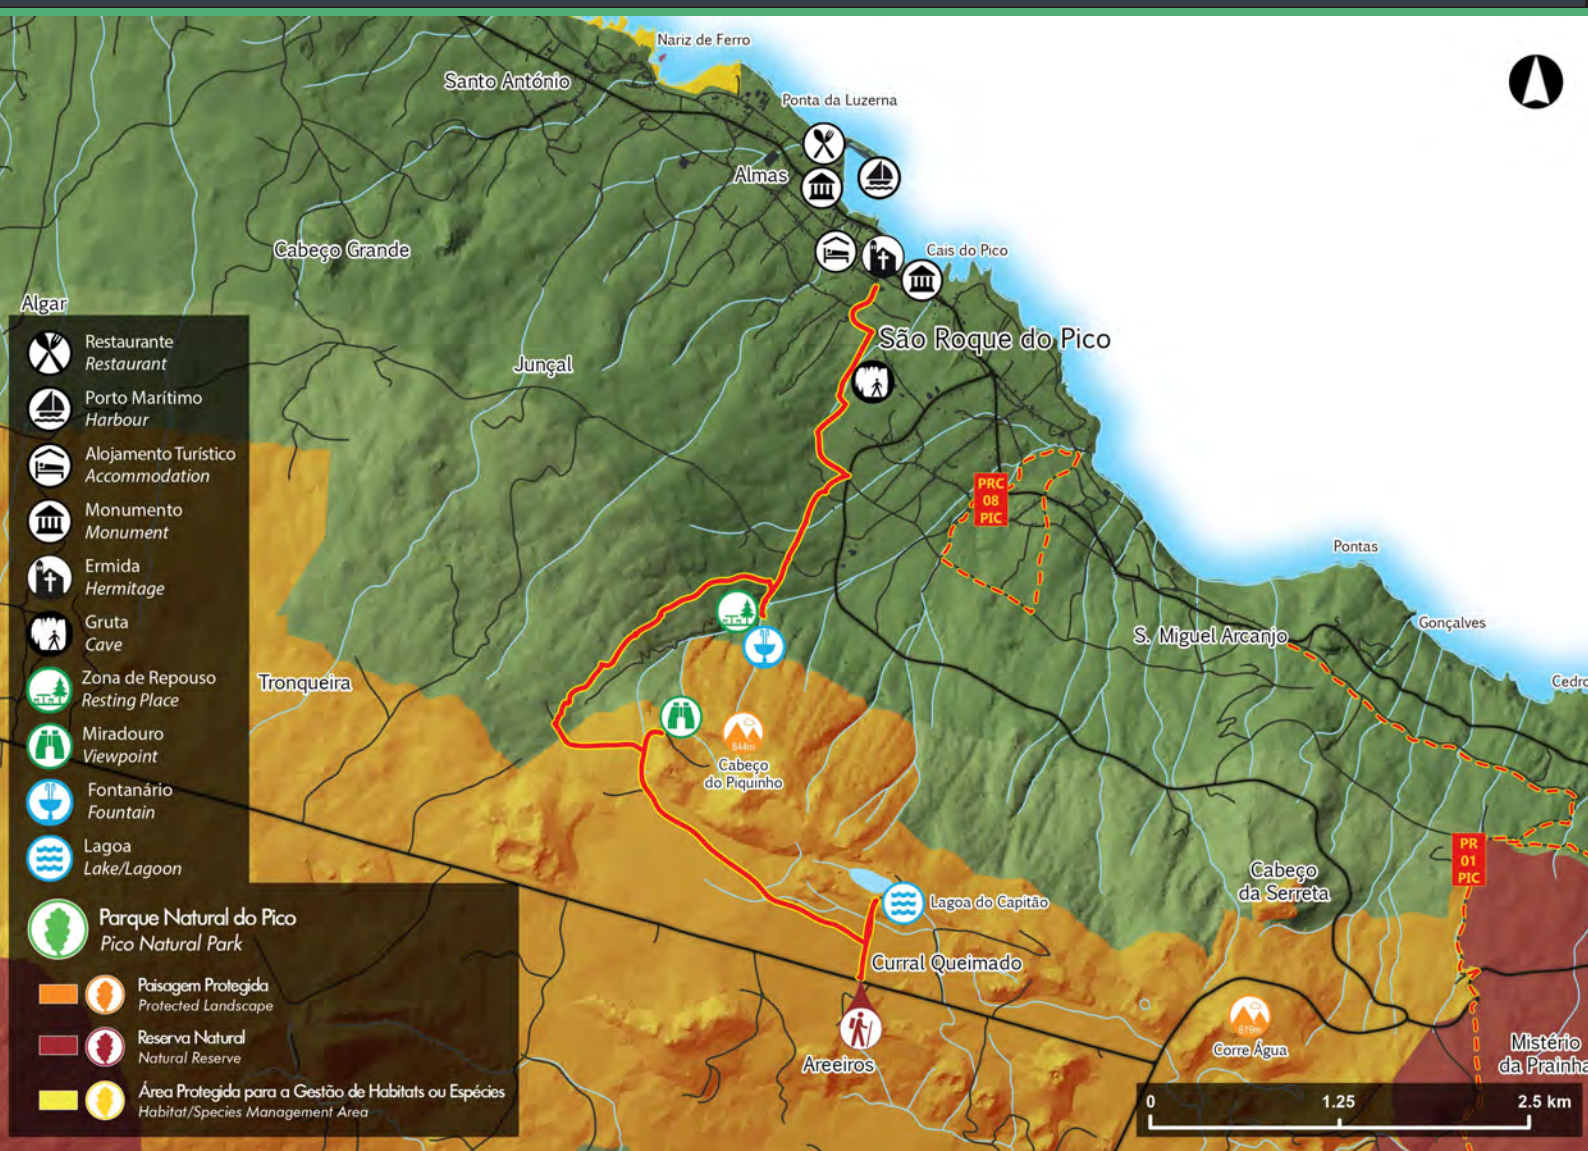 Nariz de Ferro
Santo António
Ponta da Luzerna
Almas
Cabeço Grande
Cais do Pico
Algar
São Roque do Pico
Junçal
PRC
08
PIC
Pontas
Gonçalves
S. Miguel Arcanjo
Cedro
Tronqueira
844m
Cabeço
do Piquinho
PR
01
PIC
Cabeço
da Serreta
Lagoa do Capitão
Curral Queimado
819m
Corre Água
Areeiros
Mistério
da Prainha
Restaurante
Restaurant
Porto Marítimo
Harbour
Alojamento Turístico
Accommodation
Monumento
Monument
Ermida
Hermitage
Gruta
Cave
Zona de Repouso
Resting Place
Miradouro
Viewpoint
Fontanário
Fountain
Lagoa
Lake/Lagoon
Parque Natural do Pico
Pico Natural Park
Paisagem Protegida
Protected Landscape
Reserva Natural
Natural Reserve
Área Protegida para a Gestão de Habitats ou Espécies
Habitat/Species Management Area
0 1.25 2.5 km